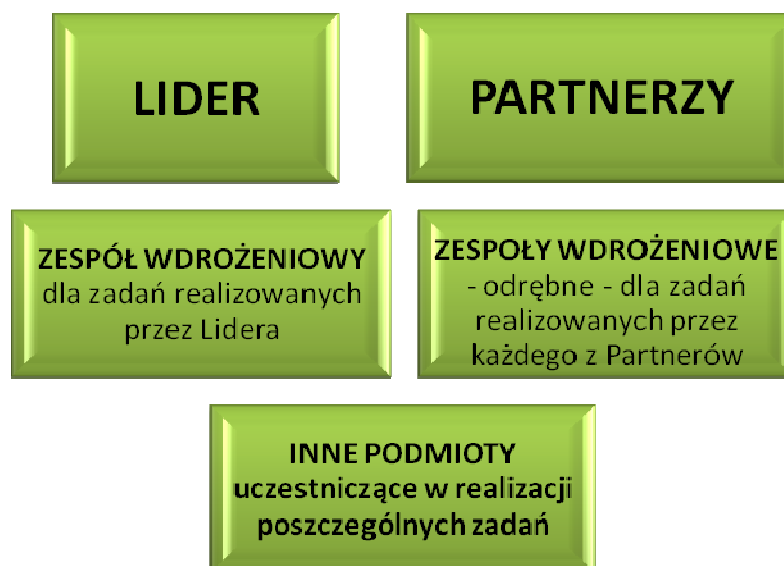 LIDER
PARTNERZY
ZESPÓŁ WDROŻENIOWY
dla zadań realizowanych
przez Lidera
ZESPOŁY WDROŻENIOWE
- odrębne - dla zadań
realizowanych przez
każdego z Partnerów
INNE PODMIOTY
uczestniczące w realizacji
poszczególnych zadań